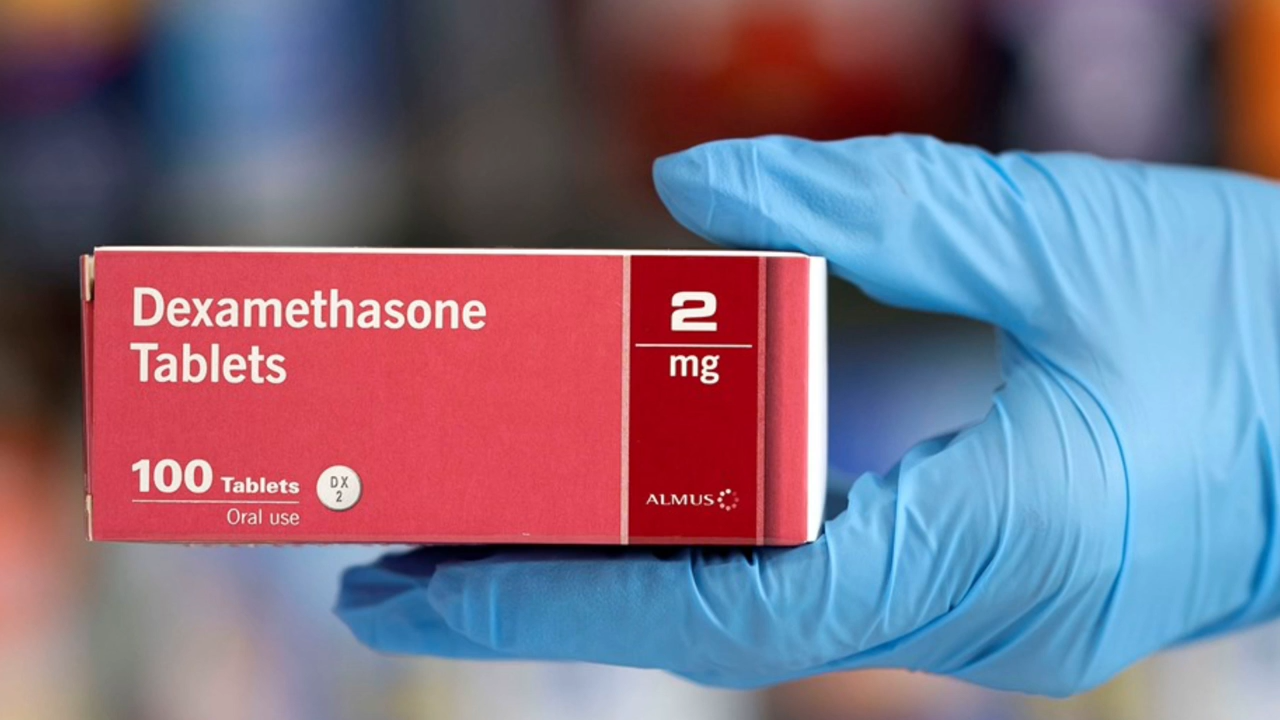 Dexamethasone
Tablets
100 Tablets
Oral use
DX
2
2
mg
ALMUS